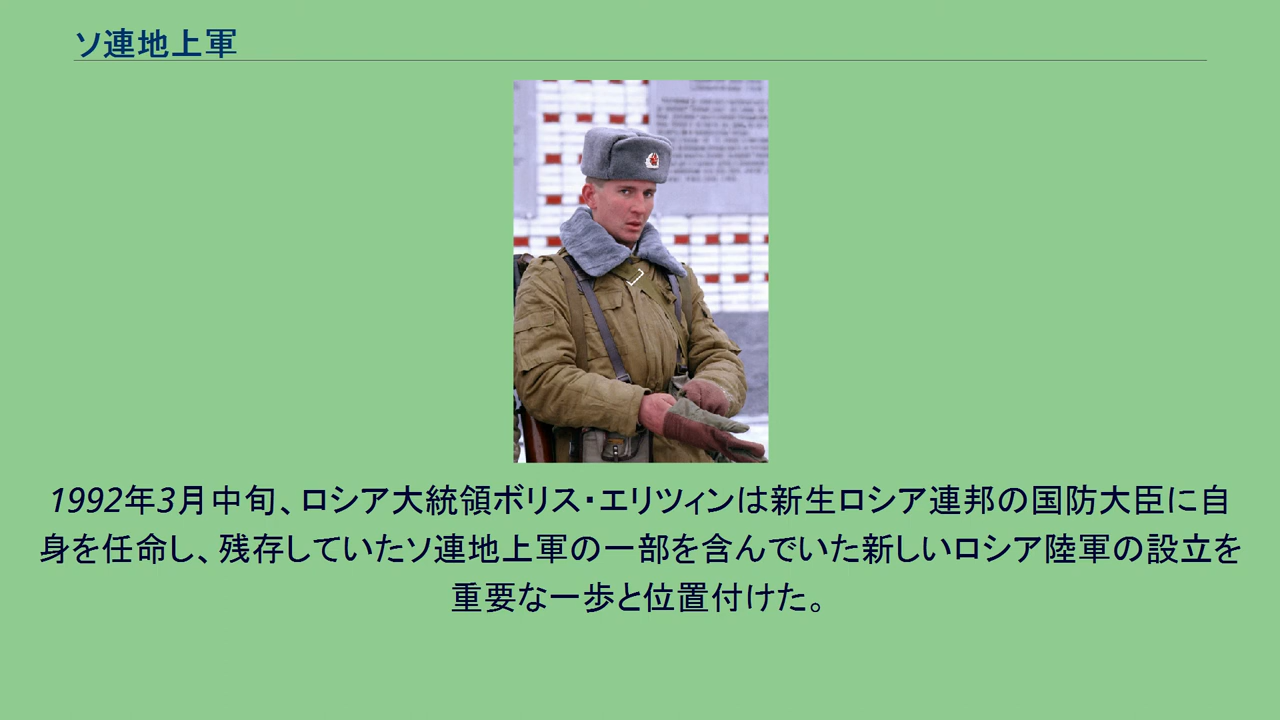 ソ連地上軍
1992年3月中旬、ロシア大統領ボリス・エリツィンは新生ロシア連邦の国防大臣に自
身を任命し、残存していたソ連地上軍の一部を含んでいた新しいロシア陸軍の設立を
重要な一歩と位置付けた。